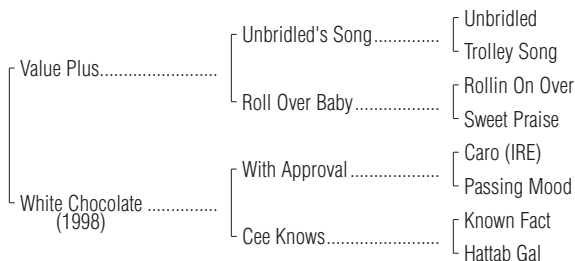 Unbridled
Unbridled's Song..............
Trolley Song
Value Plus........................
Rollin On Over
Roll Over Baby .................
Sweet Praise
Caro (IRE)
With Approval..................
Passing Mood
White Chocolate ..............
(1998)
Known Fact
Cee Knows.......................
Hattab Gal